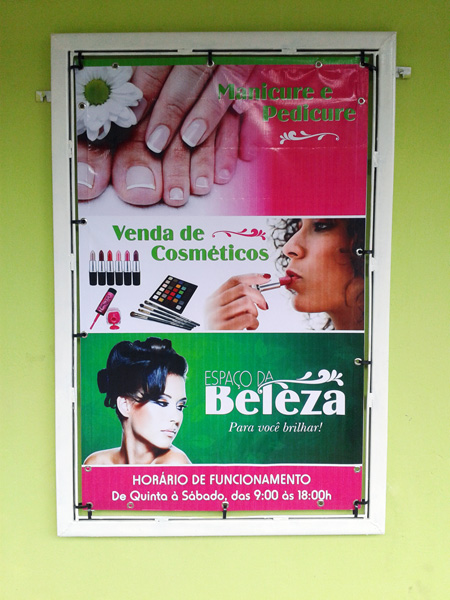 Manicure e
Pedicure
Venda de
Cosméticos
ESPAÇO DA
Beleza
Para você brilhar!
HORÁRIO DE FUNCIONAMENTO
De Quinta à Sábado, das 9:00 às 18:00h